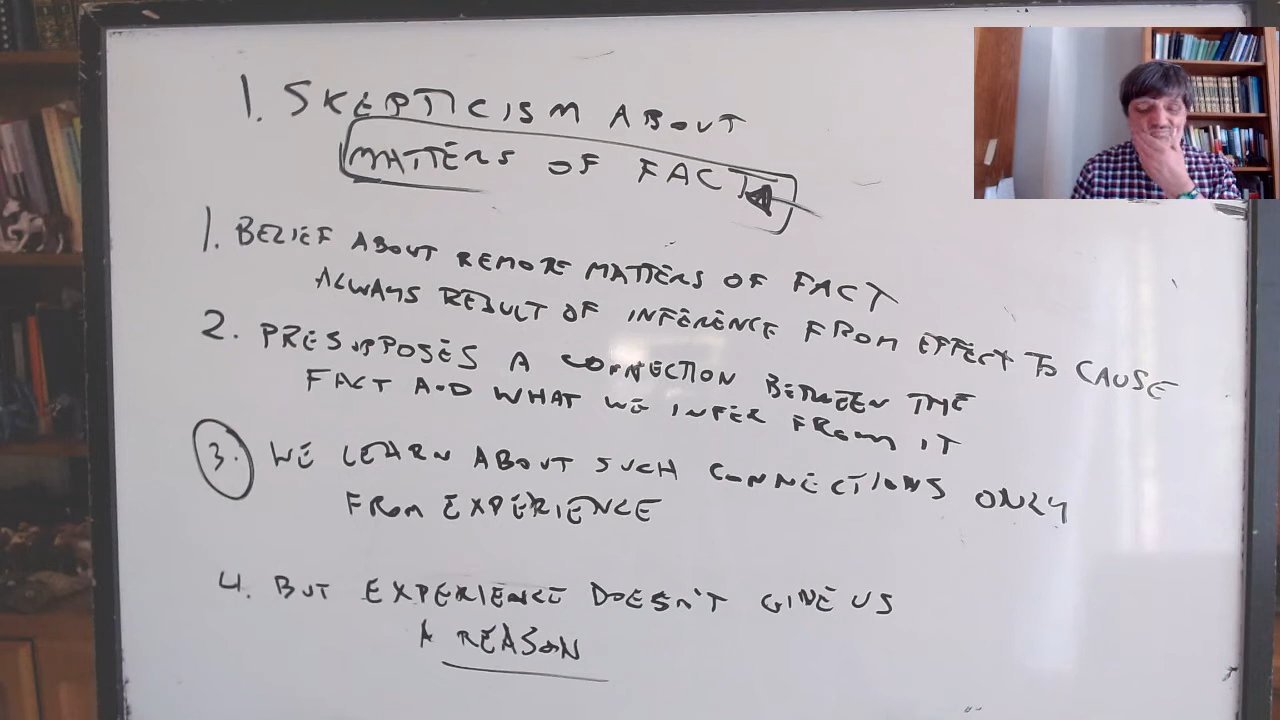 1. SKEPTICISM ABOUT
MATTERS OF FACT
1. BELIEF ABOUT REMORE MATTERS OF FACT
ALWAYS RESULT OF INFERENCE FROM EFFECT TO CAUSE
2. PRESUPPOSES A CONNECTION BETWEEN THE
FACT AND WHAT WE INFER FROM IT
3. WE LEARN ABOUT SUCH CONNECTIONS ONLY
FROM EXPERIENCE
4. BUT EXPERIENCE DOESN'T GIVE US
A REASON